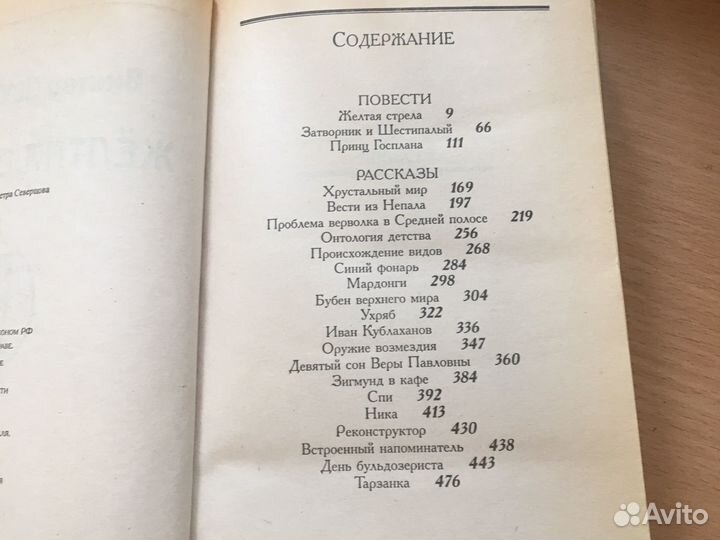 СОДЕРЖАНИЕ
ПОВЕСТИ
Желтая стрела 9
Затворник и Шестипалый 66
Принц Госплана 111
РАССКАЗЫ
Хрустальный мир 169
Вести из Непала 197
Проблема верволка в Средней полосе 219
Онтология детства 256
Происхождение видов 268
Синий фонарь 284
Мардонги 298
Бубен верхнего мира 304
Ухряб 322
Иван Кублаханов 336
Оружие возмездия 347
Девятый сон Веры Павловны 360
Зигмунд в кафе 384
Спи 392
Ника 413
Реконструктор 430
Встроенный напоминатель 438
День бульдозериста 443
Тарзанка 476
Северцова
РФ
Avito